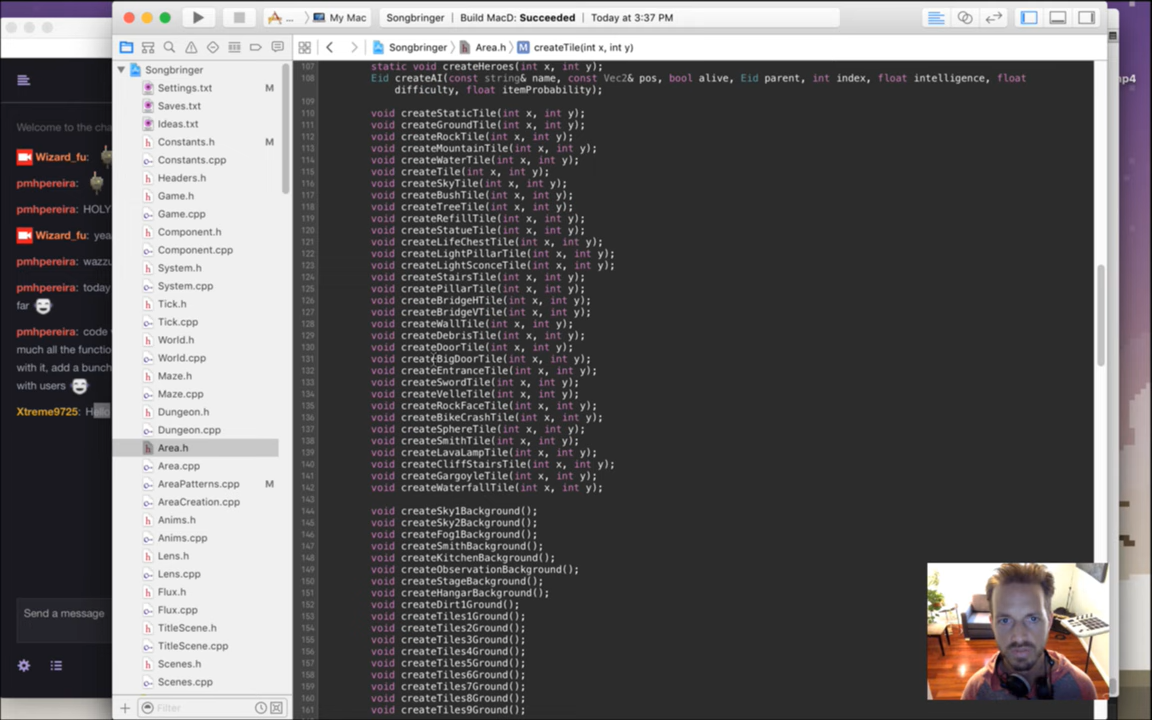 ...
My Mac
Songbringer
Build MacD: Succeeded
Today at 3:37 PM
Songbringer
Area.h
createTile(int x, int y)
p4
Welcome to the cha
Wizard_fu:
pmhpereira:
pmhpereira: HOLY
Wizard_fu: yea
pmhpereira: wazzu
pmhpereira: today
far
pmhpereira: code
much all the functio
with it, add a bunch
with users
Xtreme9725: Hello
Send a message
Songbringer
Settings.txt M
Saves.txt
Ideas.txt
Constants.h M
Constants.cpp
Headers.h
Game.h
Game.cpp
Component.h
Component.cpp
System.h
System.cpp
Tick.h
Tick.cpp
World.h
World.cpp
Maze.h
Maze.cpp
Dungeon.h
Dungeon.cpp
Area.h
Area.cpp
AreaPatterns.cpp M
AreaCreation.cpp
Anims.h
Anims.cpp
Lens.h
Lens.cpp
Flux.h
Flux.cpp
TitleScene.h
TitleScene.cpp
Scenes.h
Scenes.cpp
Filter
107 static void createHeroes(int x, int y);
108 Eid createAI(const string& name, const Vec2& pos, bool alive, Eid parent, int index, float intelligence, float
difficulty, float itemProbability);
109
110 void createStaticTile(int x, int y);
111 void createGroundTile(int x, int y);
112 void createRockTile(int x, int y);
113 void createMountainTile(int x, int y);
114 void createWaterTile(int x, int y);
115 void createTile(int x, int y);
116 void createSkyTile(int x, int y);
117 void createBushTile(int x, int y);
118 void createTreeTile(int x, int y);
119 void createRefillTile(int x, int y);
120 void createStatueTile(int x, int y);
121 void createLifeChestTile(int x, int y);
122 void createLightPillarTile(int x, int y);
123 void createLightSconceTile(int x, int y);
124 void createStairsTile(int x, int y);
125 void createPillarTile(int x, int y);
126 void createBridgeHTile(int x, int y);
127 void createBridgeVTile(int x, int y);
128 void createWallTile(int x, int y);
129 void createDebrisTile(int x, int y);
130 void createDoorTile(int x, int y);
131 void createBigDoorTile(int x, int y);
132 void createEntranceTile(int x, int y);
133 void createSwordTile(int x, int y);
134 void createVelleTile(int x, int y);
135 void createRockFaceTile(int x, int y);
136 void createBikeCrashTile(int x, int y);
137 void createSphereTile(int x, int y);
138 void createSmithTile(int x, int y);
139 void createLavaLampTile(int x, int y);
140 void createCliffStairsTile(int x, int y);
141 void createGargoyleTile(int x, int y);
142 void createWaterfallTile(int x, int y);
143
144 void createSky1Background();
145 void createSky2Background();
146 void createFog1Background();
147 void createSmithBackground();
148 void createKitchenBackground();
149 void createObservationBackground();
150 void createStageBackground();
151 void createHangarBackground();
152 void createDirt1Ground();
153 void createTiles1Ground();
154 void createTiles2Ground();
155 void createTiles3Ground();
156 void createTiles4Ground();
157 void createTiles5Ground();
158 void createTiles6Ground();
159 void createTiles7Ground();
160 void createTiles8Ground();
161 void createTiles9Ground();